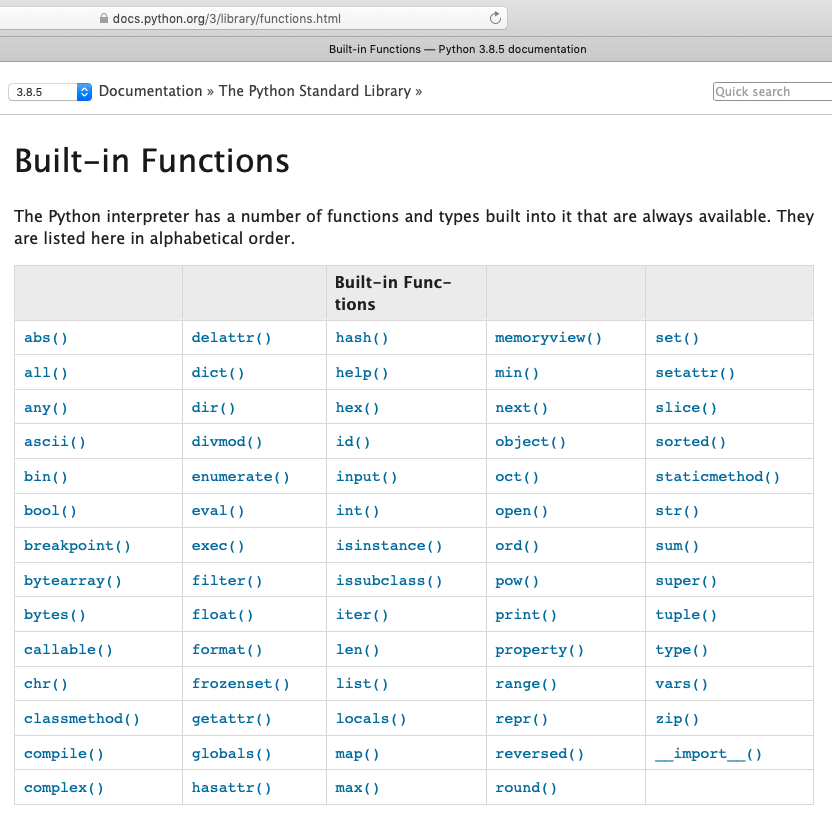 docs.python.org/3/library/functions.html
Built-in Functions — Python 3.8.5 documentation
3.8.5 Documentation » The Python Standard Library » Quick search
Built-in Functions
The Python interpreter has a number of functions and types built into it that are always available. They
are listed here in alphabetical order.
Built-in Func-
tions
abs() delattr() hash() memoryview() set()
all() dict() help() min() setattr()
any() dir() hex() next() slice()
ascii() divmod() id() object() sorted()
bin() enumerate() input() oct() staticmethod()
bool() eval() int() open() str()
breakpoint() exec() isinstance() ord() sum()
bytearray() filter() issubclass() pow() super()
bytes() float() iter() print() tuple()
callable() format() len() property() type()
chr() frozenset() list() range() vars()
classmethod() getattr() locals() repr() zip()
compile() globals() map() reversed() __import__()
complex() hasattr() max() round()